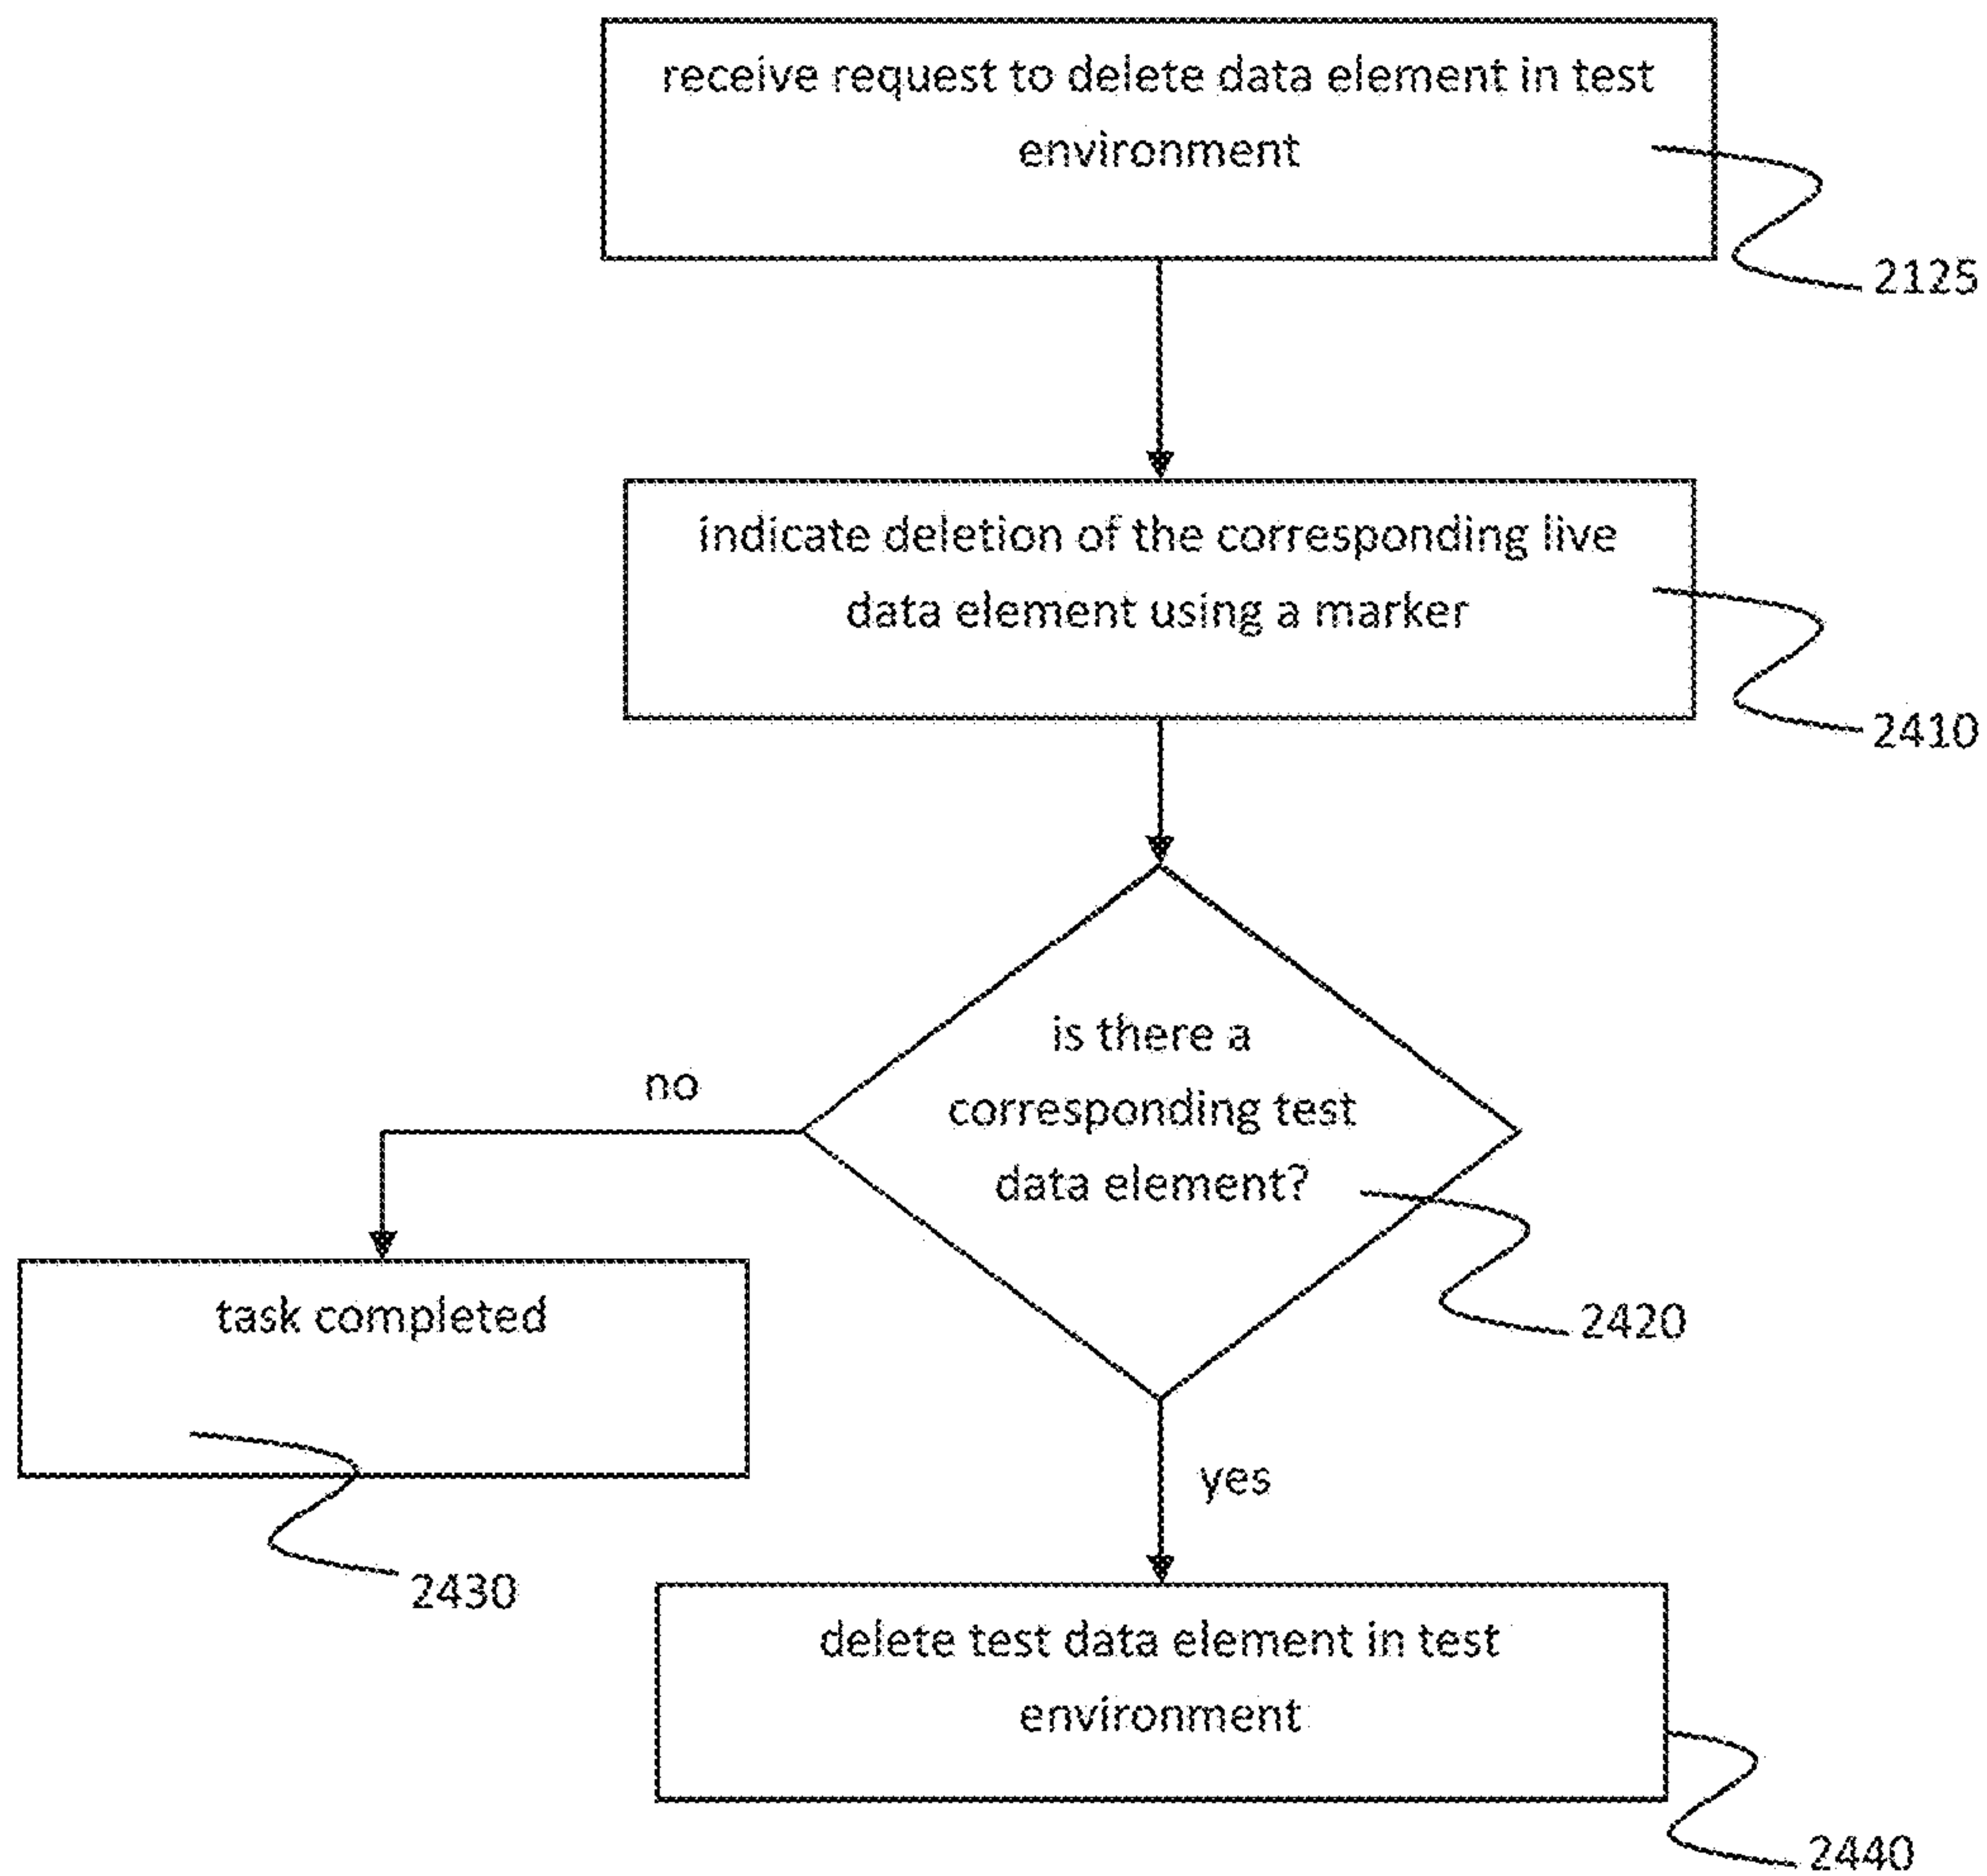 receive request to delete data element in test
environment
2125
indicate deletion of the corresponding live
data element using a marker
2410
is there a
corresponding test
data element?
2420
no
task completed
2430
yes
delete test data element in test
environment
2440